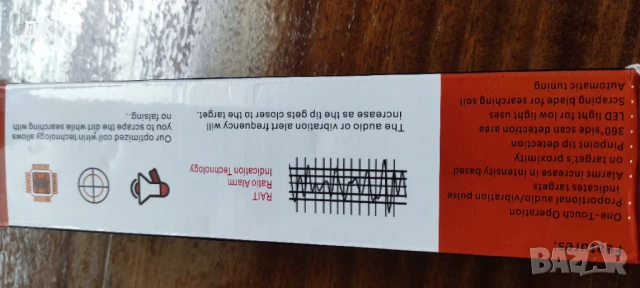 Features:
One-Touch Operation
Proportional audio/vibration pulse
indicates targets
Alarms increase in intensity based
on target's proximity
Pinpoint tip detection
360°side scan detection area
LED light for uses low light
Scraping blade for searching soil
Automatic tuning
RAIT
Ratio Alarm
Indication Technology
The audio or vibration alert frequency will
increase as the tip gets closer to the target.
Our optimized coil wirin technology allows
you to scrape the dirt while searching with
no falsing..
bazar